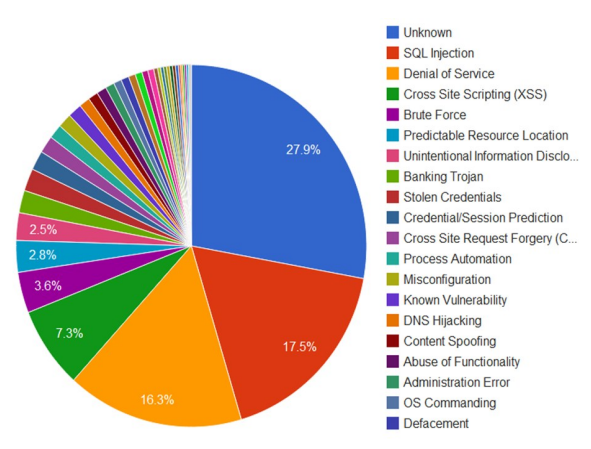 Unknown
SQL Injection
Denial of Service
Cross Site Scripting (XSS)
Brute Force
Predictable Resource Location
Unintentional Information Disclo...
Banking Trojan
Stolen Credentials
Credential/Session Prediction
Cross Site Request Forgery (C...
Process Automation
Misconfiguration
Known Vulnerability
DNS Hijacking
Content Spoofing
Abuse of Functionality
Administration Error
OS Commanding
Defacement
27.9%
17.5%
16.3%
7.3%
3.6%
2.8%
2.5%